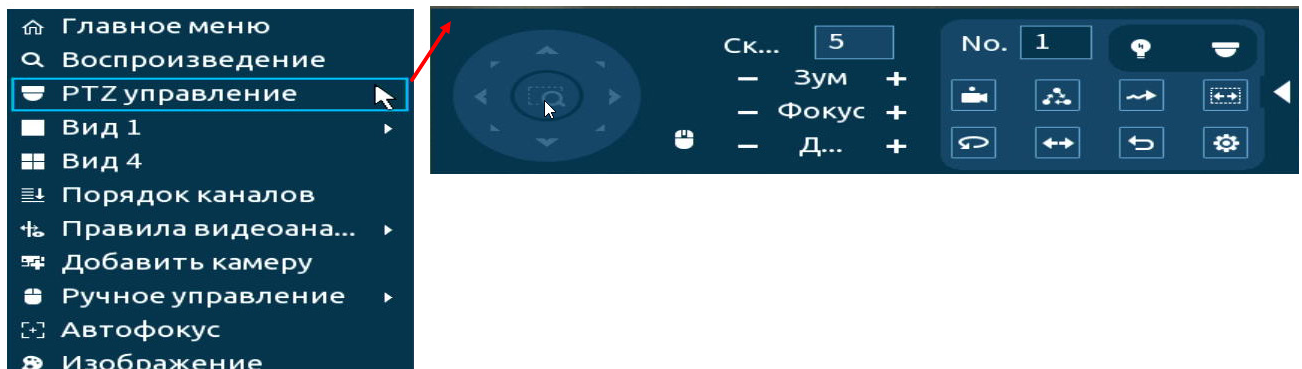 Главное меню
Воспроизведение
PTZ управление
Вид 1
Вид 4
Порядок каналов
Правила видеоана...
Добавить камеру
Ручное управление
Автофокус
Изображение
Ск... 5
– Зум +
– Фокус +
– Д... +
No. 1